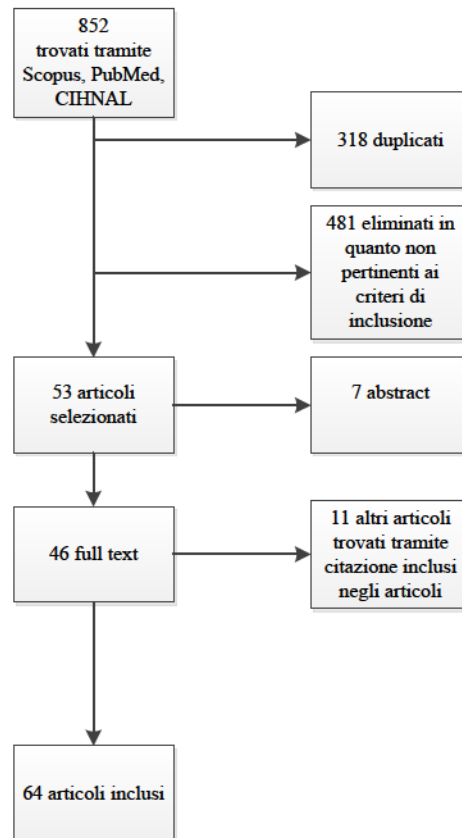 852
trovati tramite
Scopus, PubMed,
CIHNAL
318 duplicati
481 eliminati in
quanto non
pertinenti ai
criteri di
inclusione
53 articoli
selezionati
7 abstract
46 full text
11 altri articoli
trovati tramite
citazione inclusi
negli articoli
64 articoli inclusi